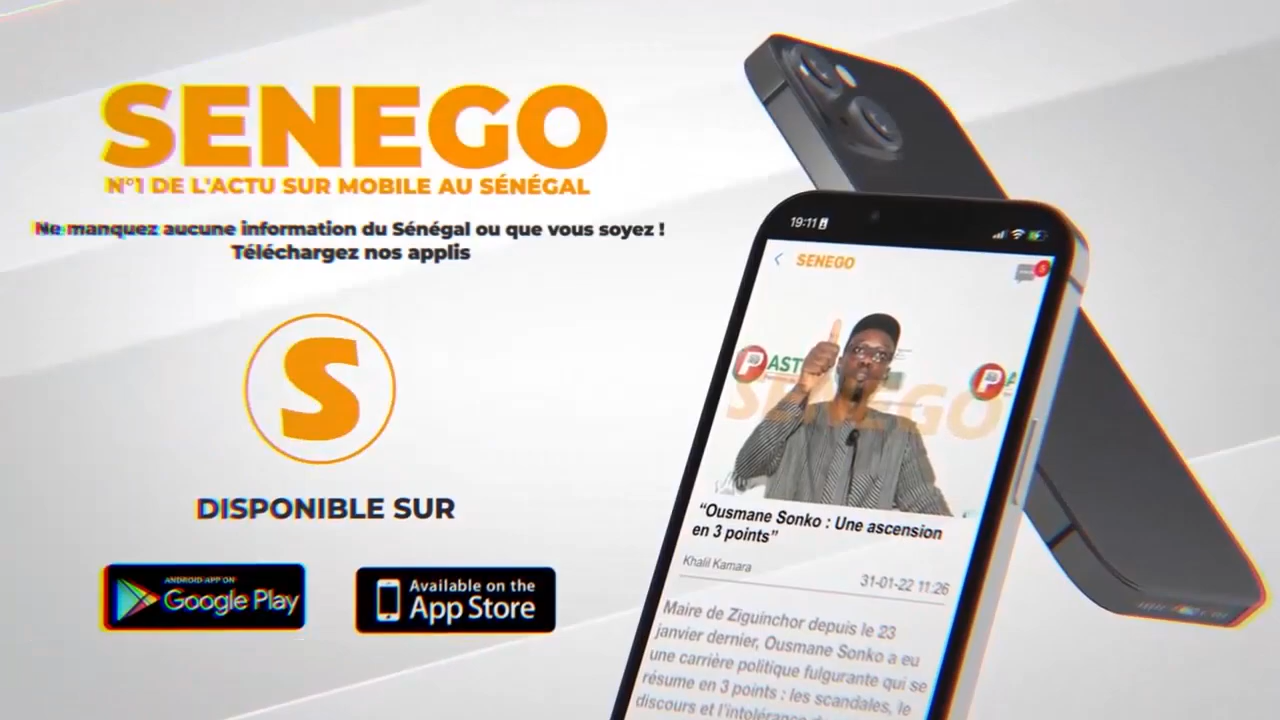 SENEGO
N°1 DE L'ACTU SUR MOBILE AU SÉNÉGAL
Ne manquez aucune information du Sénégal ou que vous soyez !
Téléchargez nos applis
S
DISPONIBLE SUR
ANDROID APP ON
Google Play
Available on the
App Store
19:11
SENEGO
5
PAST
PA
SENEGO
“Ousmane Sonko : Une ascension
en 3 points”
Khalil Kamara
31-01-22 11:26
Maire de Ziguinchor depuis le 23
janvier dernier, Ousmane Sonko a eu
une carrière politique fulgurante qui se
résume en 3 points : les scandales, le
discours et l'intolérance